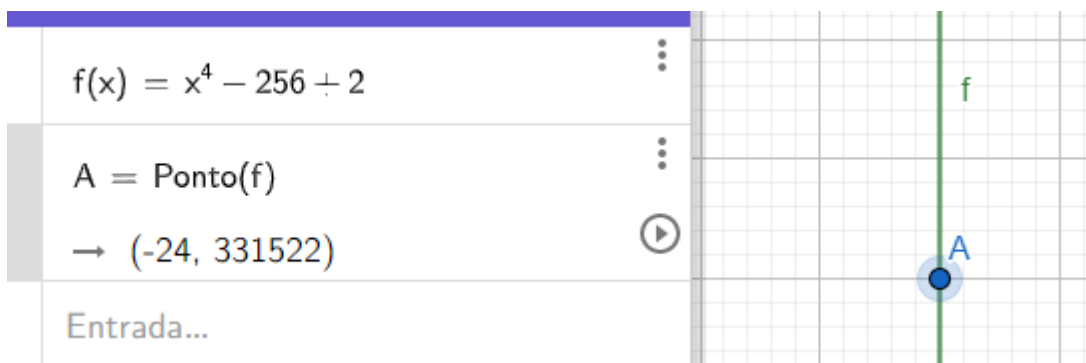 f(x) = x⁴ − 256 + 2
A = Ponto(f)
→ (-24, 331522)
Entrada...
f
A